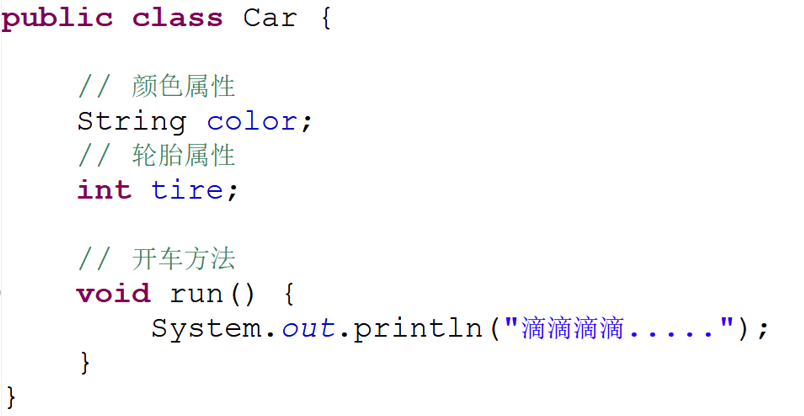 public class Car {
// 颜色属性
String color;
// 轮胎属性
int tire;
// 开车方法
void run() {
System.out.println("滴滴滴滴.....");
}
}